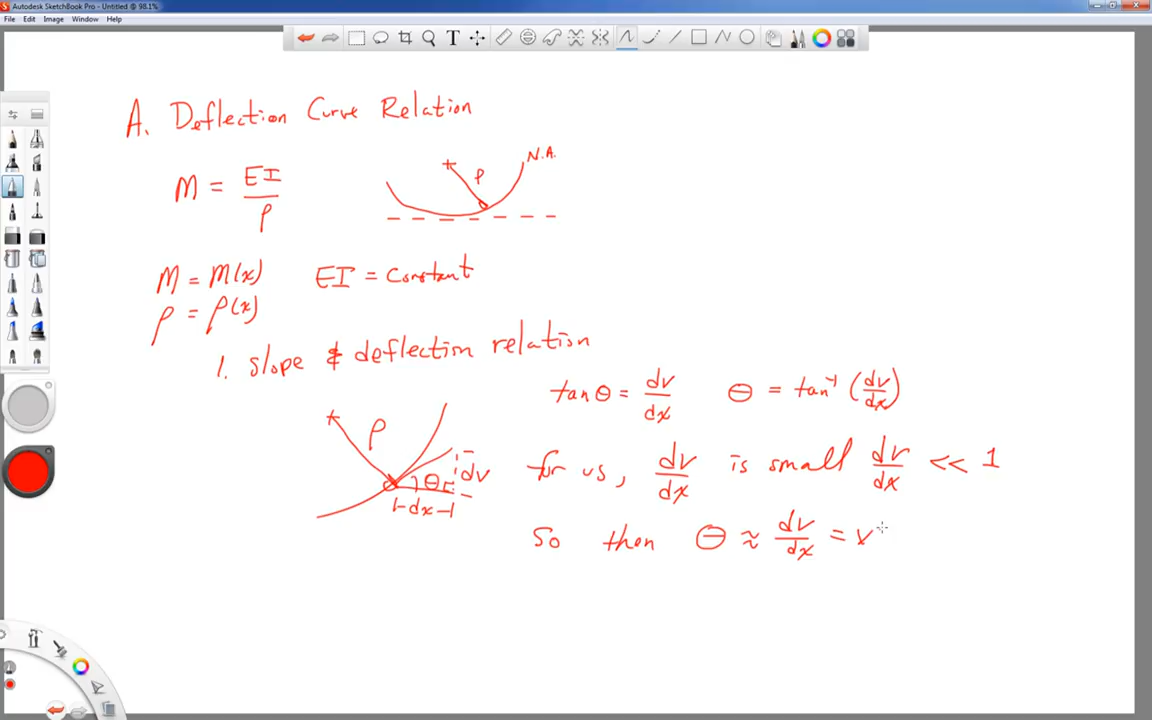 Autodesk SketchBook Pro - Untitled @ 98.1%
File Edit Image Window Help
A. Deflection Curve Relation
M = EI/ρ
ρ N.A.
M = M(x) EI = Constant
ρ = ρ(x)
1. Slope & deflection relation
tan θ = dv/dx θ = tan⁻¹ (dv/dx)
ρ
θ dv
dx
for us, dv/dx is small dv/dx << 1
So then θ ≈ dv/dx = v